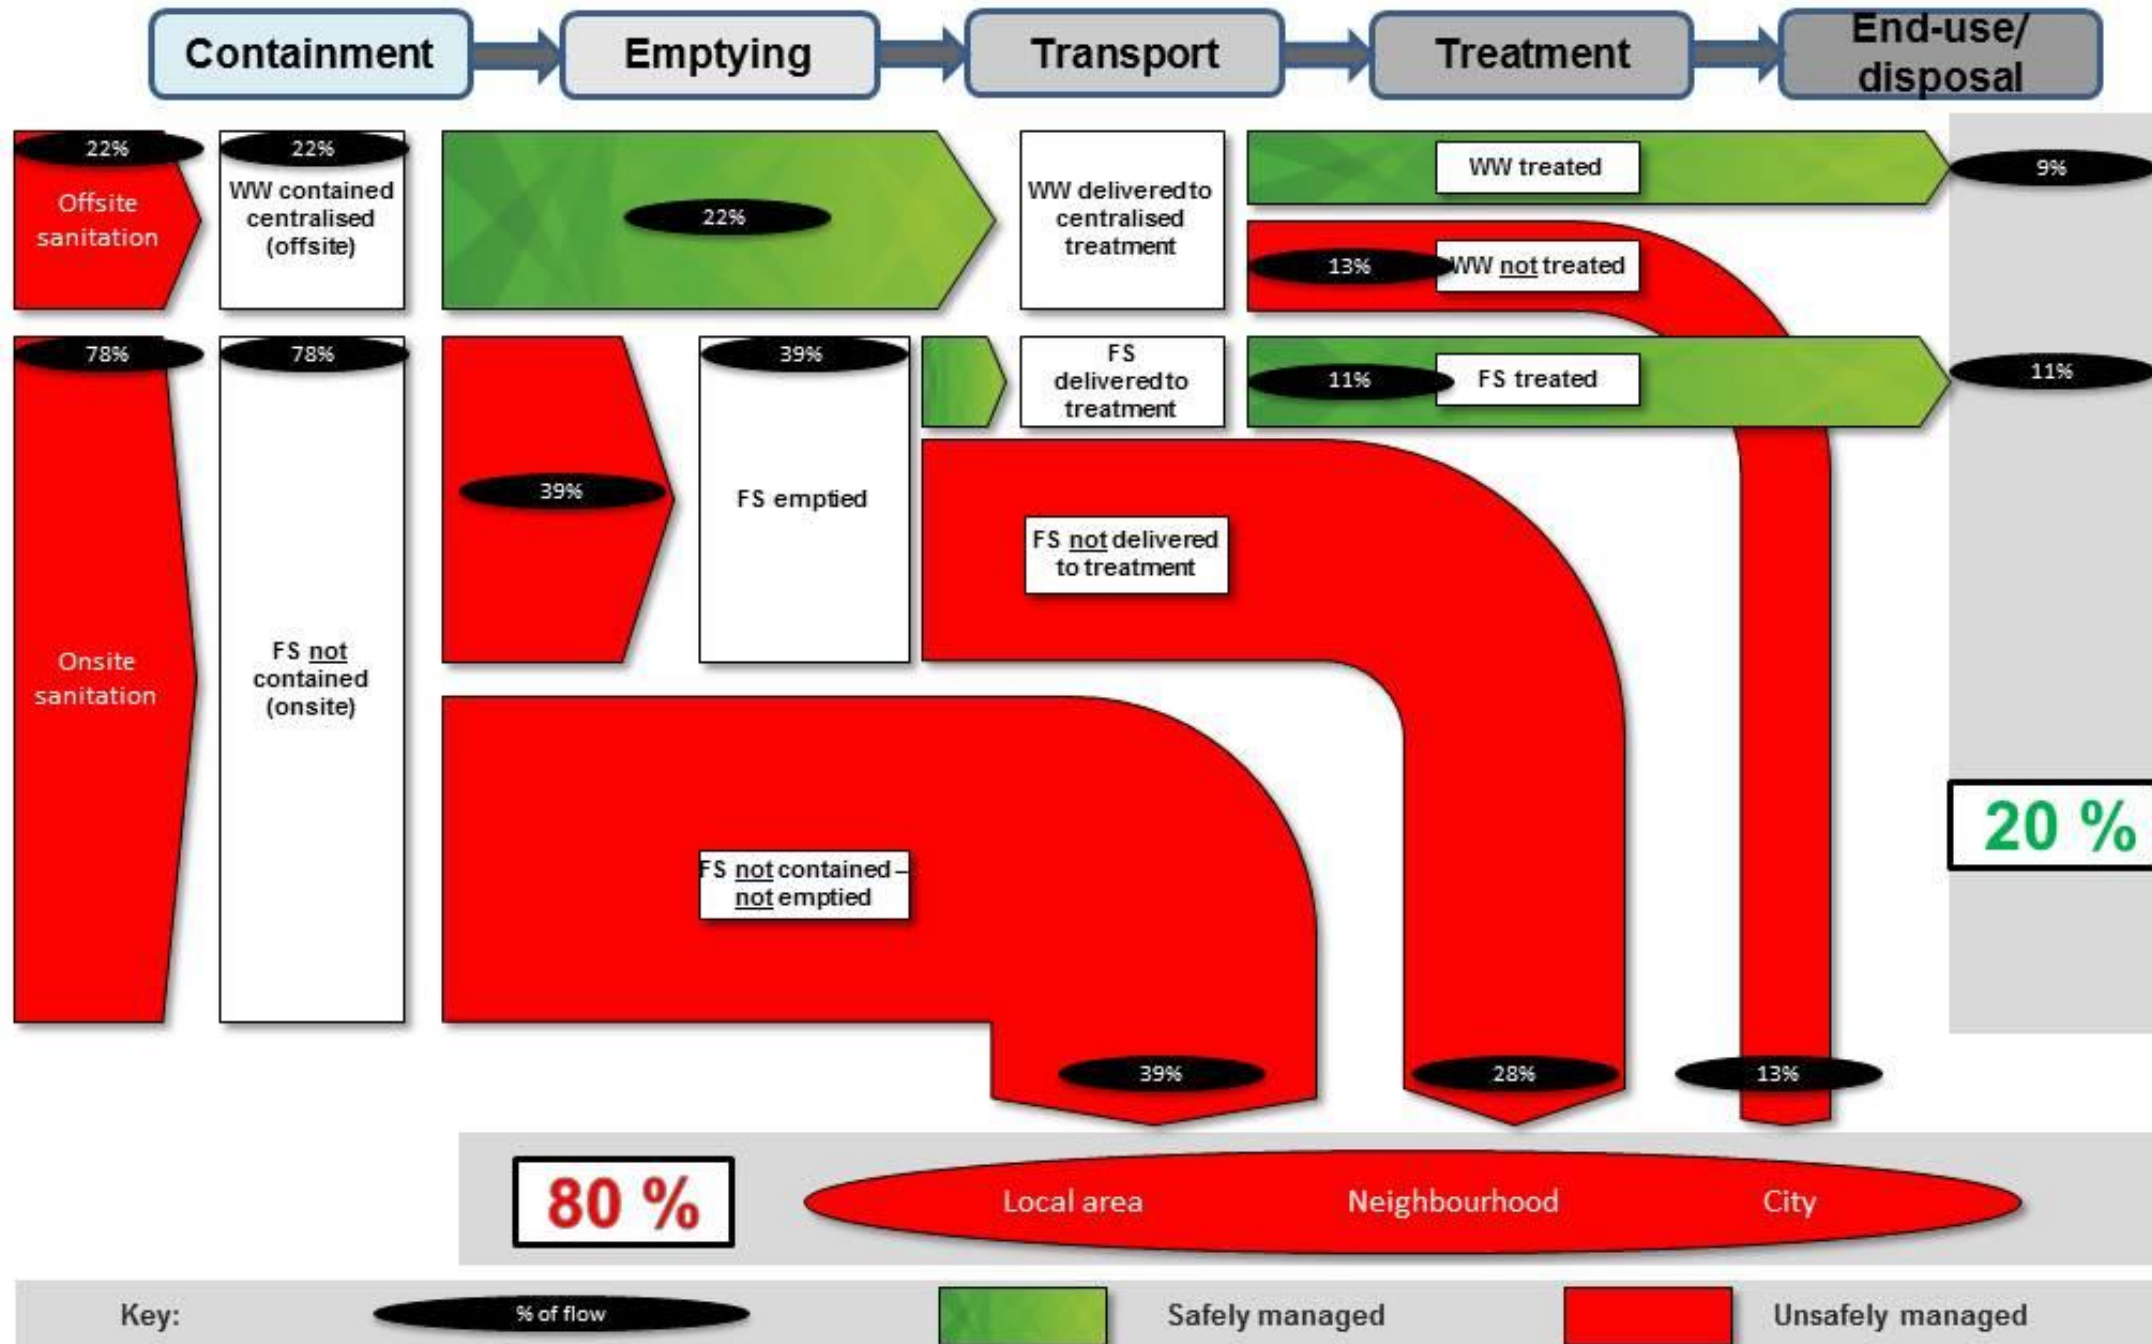 Containment
Emptying
Transport
Treatment
End-use/
disposal
22%
Offsite
sanitation
22%
WW contained
centralised
(offsite)
22%
WW delivered to
centralised
treatment
WW treated
9%
13%
WW not treated
78%
Onsite
sanitation
78%
FS not
contained
(onsite)
39%
39%
FS emptied
FS
delivered to
treatment
11%
FS treated
11%
FS not delivered
to treatment
FS not contained –
not emptied
20 %
39%
28%
13%
80 %
Local area
Neighbourhood
City
Key:
% of flow
Safely managed
Unsafely managed